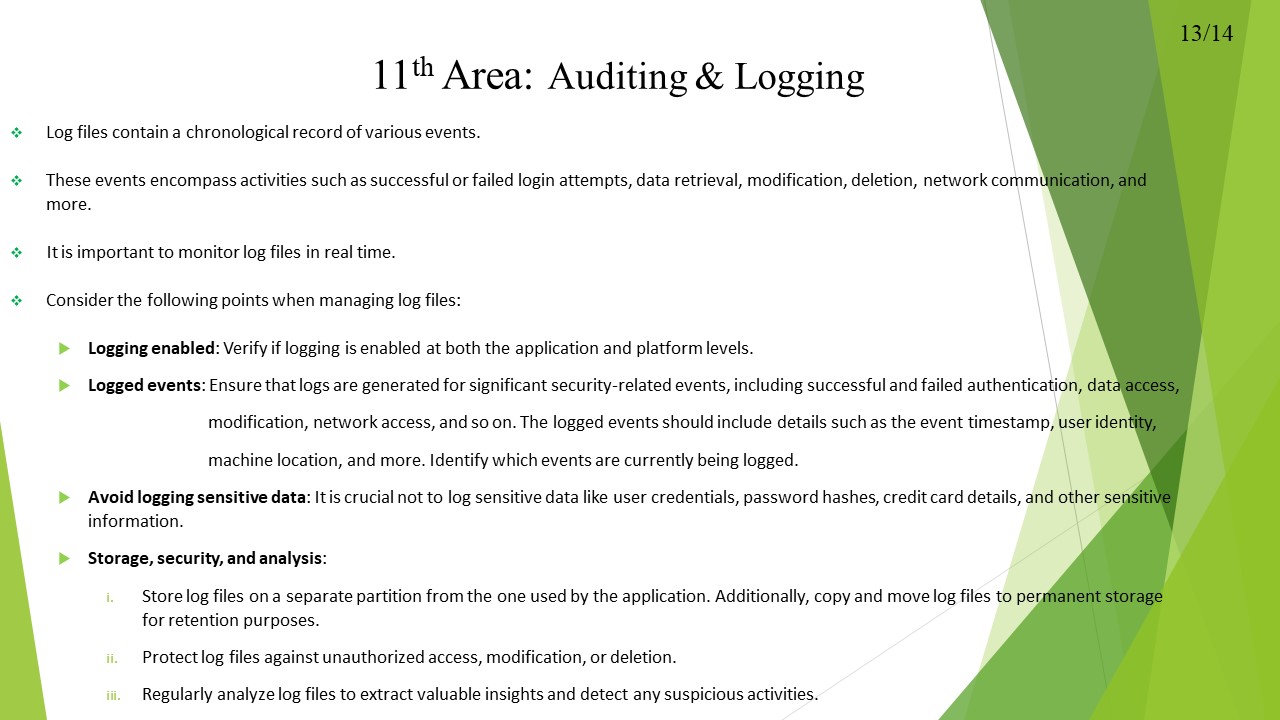 13/14
11th Area: Auditing & Logging
Log files contain a chronological record of various events.
These events encompass activities such as successful or failed login attempts, data retrieval, modification, deletion, network communication, and
more.
It is important to monitor log files in real time.
Consider the following points when managing log files:
Logging enabled: Verify if logging is enabled at both the application and platform levels.
Logged events: Ensure that logs are generated for significant security-related events, including successful and failed authentication, data access,
modification, network access, and so on. The logged events should include details such as the event timestamp, user identity,
machine location, and more. Identify which events are currently being logged.
Avoid logging sensitive data: It is crucial not to log sensitive data like user credentials, password hashes, credit card details, and other sensitive
information.
Storage, security, and analysis:
i. Store log files on a separate partition from the one used by the application. Additionally, copy and move log files to permanent storage
for retention purposes.
ii. Protect log files against unauthorized access, modification, or deletion.
iii. Regularly analyze log files to extract valuable insights and detect any suspicious activities.